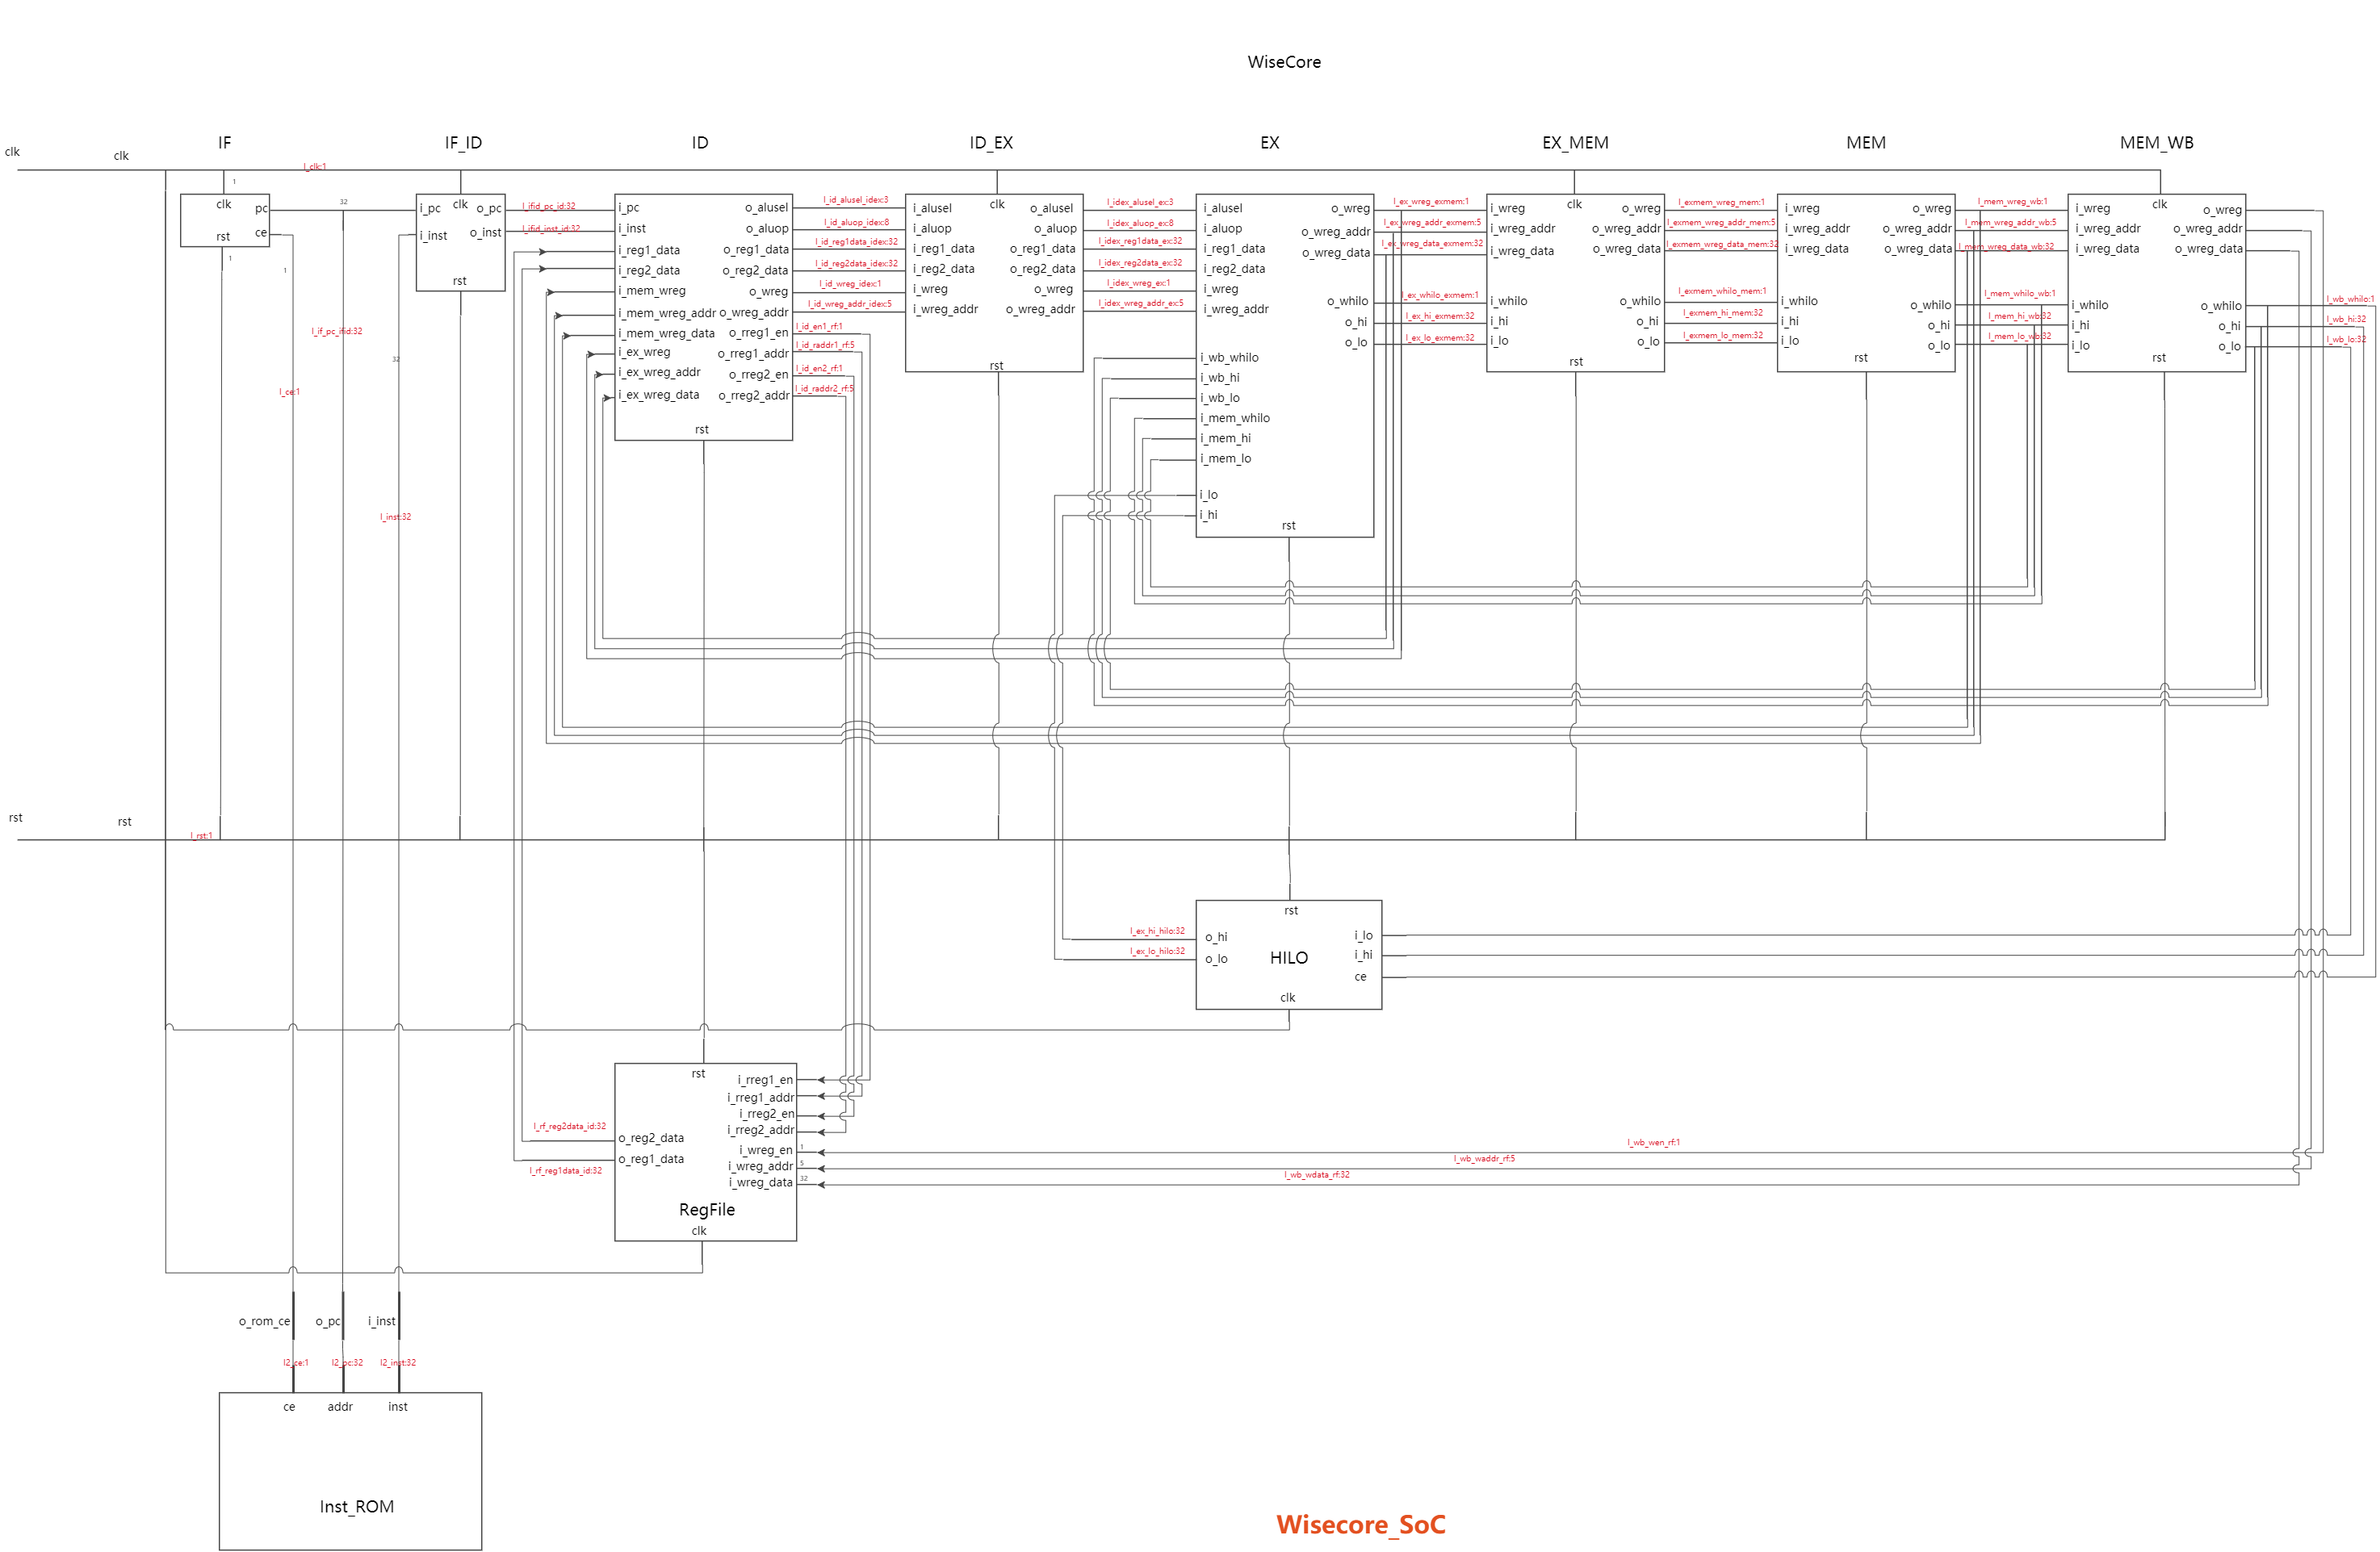 WiseCore
IF
IF_ID
ID
ID_EX
EX
EX_MEM
MEM
MEM_WB
clk
clk
l_clk:1
1
clk
pc
ce
rst
1
1
32
l_if_pc_ifid:32
l_ce:1
32
l_inst:32
clk
i_pc
i_inst
o_pc
o_inst
rst
l_ifid_pc_id:32
l_ifid_inst_id:32
i_pc
i_inst
i_reg1_data
i_reg2_data
i_mem_wreg
i_mem_wreg_addr
i_mem_wreg_data
i_ex_wreg
i_ex_wreg_addr
i_ex_wreg_data
o_alusel
o_aluop
o_reg1_data
o_reg2_data
o_wreg
o_wreg_addr
o_rreg1_en
o_rreg1_addr
o_rreg2_en
o_rreg2_addr
rst
l_id_alusel_idex:3
l_id_aluop_idex:8
l_id_reg1data_idex:32
l_id_reg2data_idex:32
l_id_wreg_idex:1
l_id_wreg_addr_idex:5
l_id_en1_rf:1
l_id_raddr1_rf:5
l_id_en2_rf:1
l_id_raddr2_rf:5
clk
i_alusel
i_aluop
i_reg1_data
i_reg2_data
i_wreg
i_wreg_addr
o_alusel
o_aluop
o_reg1_data
o_reg2_data
o_wreg
o_wreg_addr
rst
l_idex_alusel_ex:3
l_idex_aluop_ex:8
l_idex_reg1data_ex:32
l_idex_reg2data_ex:32
l_idex_wreg_ex:1
l_idex_wreg_addr_ex:5
i_alusel
i_aluop
i_reg1_data
i_reg2_data
i_wreg
i_wreg_addr
i_wb_whilo
i_wb_hi
i_wb_lo
i_mem_whilo
i_mem_hi
i_mem_lo
i_lo
i_hi
o_wreg
o_wreg_addr
o_wreg_data
o_whilo
o_hi
o_lo
rst
l_ex_wreg_exmem:1
l_ex_wreg_addr_exmem:5
l_ex_wreg_data_exmem:32
l_ex_whilo_exmem:1
l_ex_hi_exmem:32
l_ex_lo_exmem:32
clk
i_wreg
i_wreg_addr
i_wreg_data
i_whilo
i_hi
i_lo
o_wreg
o_wreg_addr
o_wreg_data
o_whilo
o_hi
o_lo
rst
l_exmem_wreg_mem:1
l_exmem_wreg_addr_mem:5
l_exmem_wreg_data_mem:32
l_exmem_whilo_mem:1
l_exmem_hi_mem:32
l_exmem_lo_mem:32
i_wreg
i_wreg_addr
i_wreg_data
i_whilo
i_hi
i_lo
o_wreg
o_wreg_addr
o_wreg_data
o_whilo
o_hi
o_lo
rst
l_mem_wreg_wb:1
l_mem_wreg_addr_wb:5
l_mem_wreg_data_wb:32
l_mem_whilo_wb:1
l_mem_hi_wb:32
l_mem_lo_wb:32
clk
i_wreg
i_wreg_addr
i_wreg_data
i_whilo
i_hi
i_lo
o_wreg
o_wreg_addr
o_wreg_data
o_whilo
o_hi
o_lo
rst
l_wb_whilo:1
l_wb_hi:32
l_wb_lo:32
rst
rst
l_rst:1
rst
l_ex_hi_hilo:32
l_ex_lo_hilo:32
o_hi
o_lo
HILO
i_lo
i_hi
ce
clk
rst
i_rreg1_en
i_rreg1_addr
i_rreg2_en
i_rreg2_addr
i_wreg_en
i_wreg_addr
i_wreg_data
1
5
32
l_rf_reg2data_id:32
o_reg2_data
o_reg1_data
l_rf_reg1data_id:32
RegFile
clk
l_wb_wen_rf:1
l_wb_waddr_rf:5
l_wb_wdata_rf:32
o_rom_ce
o_pc
i_inst
l2_ce:1
l2_pc:32
l2_inst:32
ce
addr
inst
Inst_ROM
Wisecore_SoC